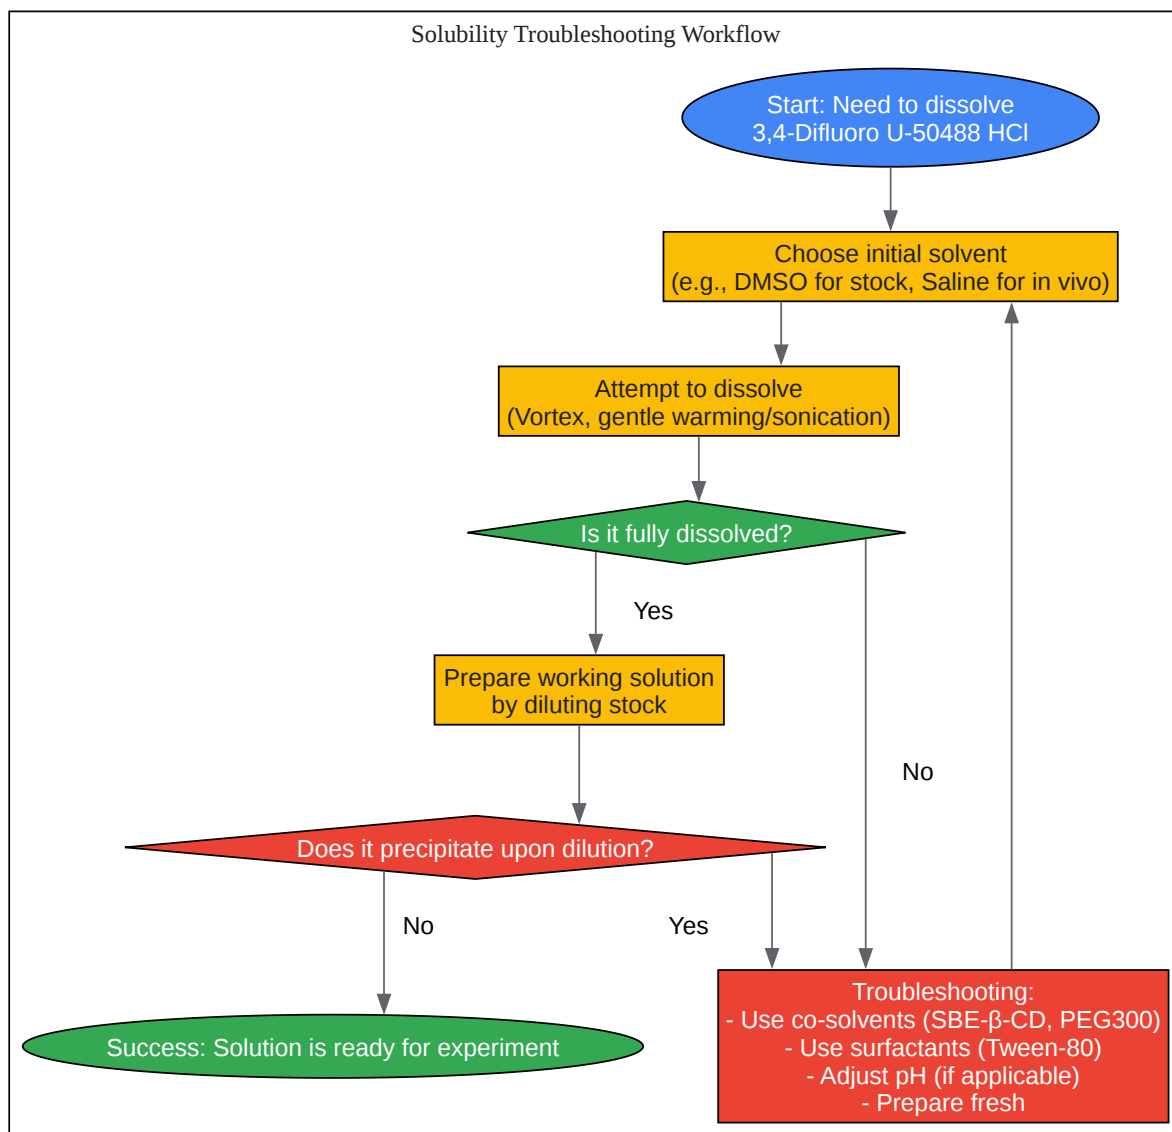 Solubility Troubleshooting Workflow
Start: Need to dissolve
3,4-Difluoro U-50488 HCl
Choose initial solvent
(e.g., DMSO for stock, Saline for in vivo)
Attempt to dissolve
(Vortex, gentle warming/sonication)
Is it fully dissolved?
Yes
Prepare working solution
by diluting stock
No
Does it precipitate upon dilution?
No
Yes
Troubleshooting:
- Use co-solvents (SBE-β-CD, PEG300)
- Use surfactants (Tween-80)
- Adjust pH (if applicable)
- Prepare fresh
Success: Solution is ready for experiment